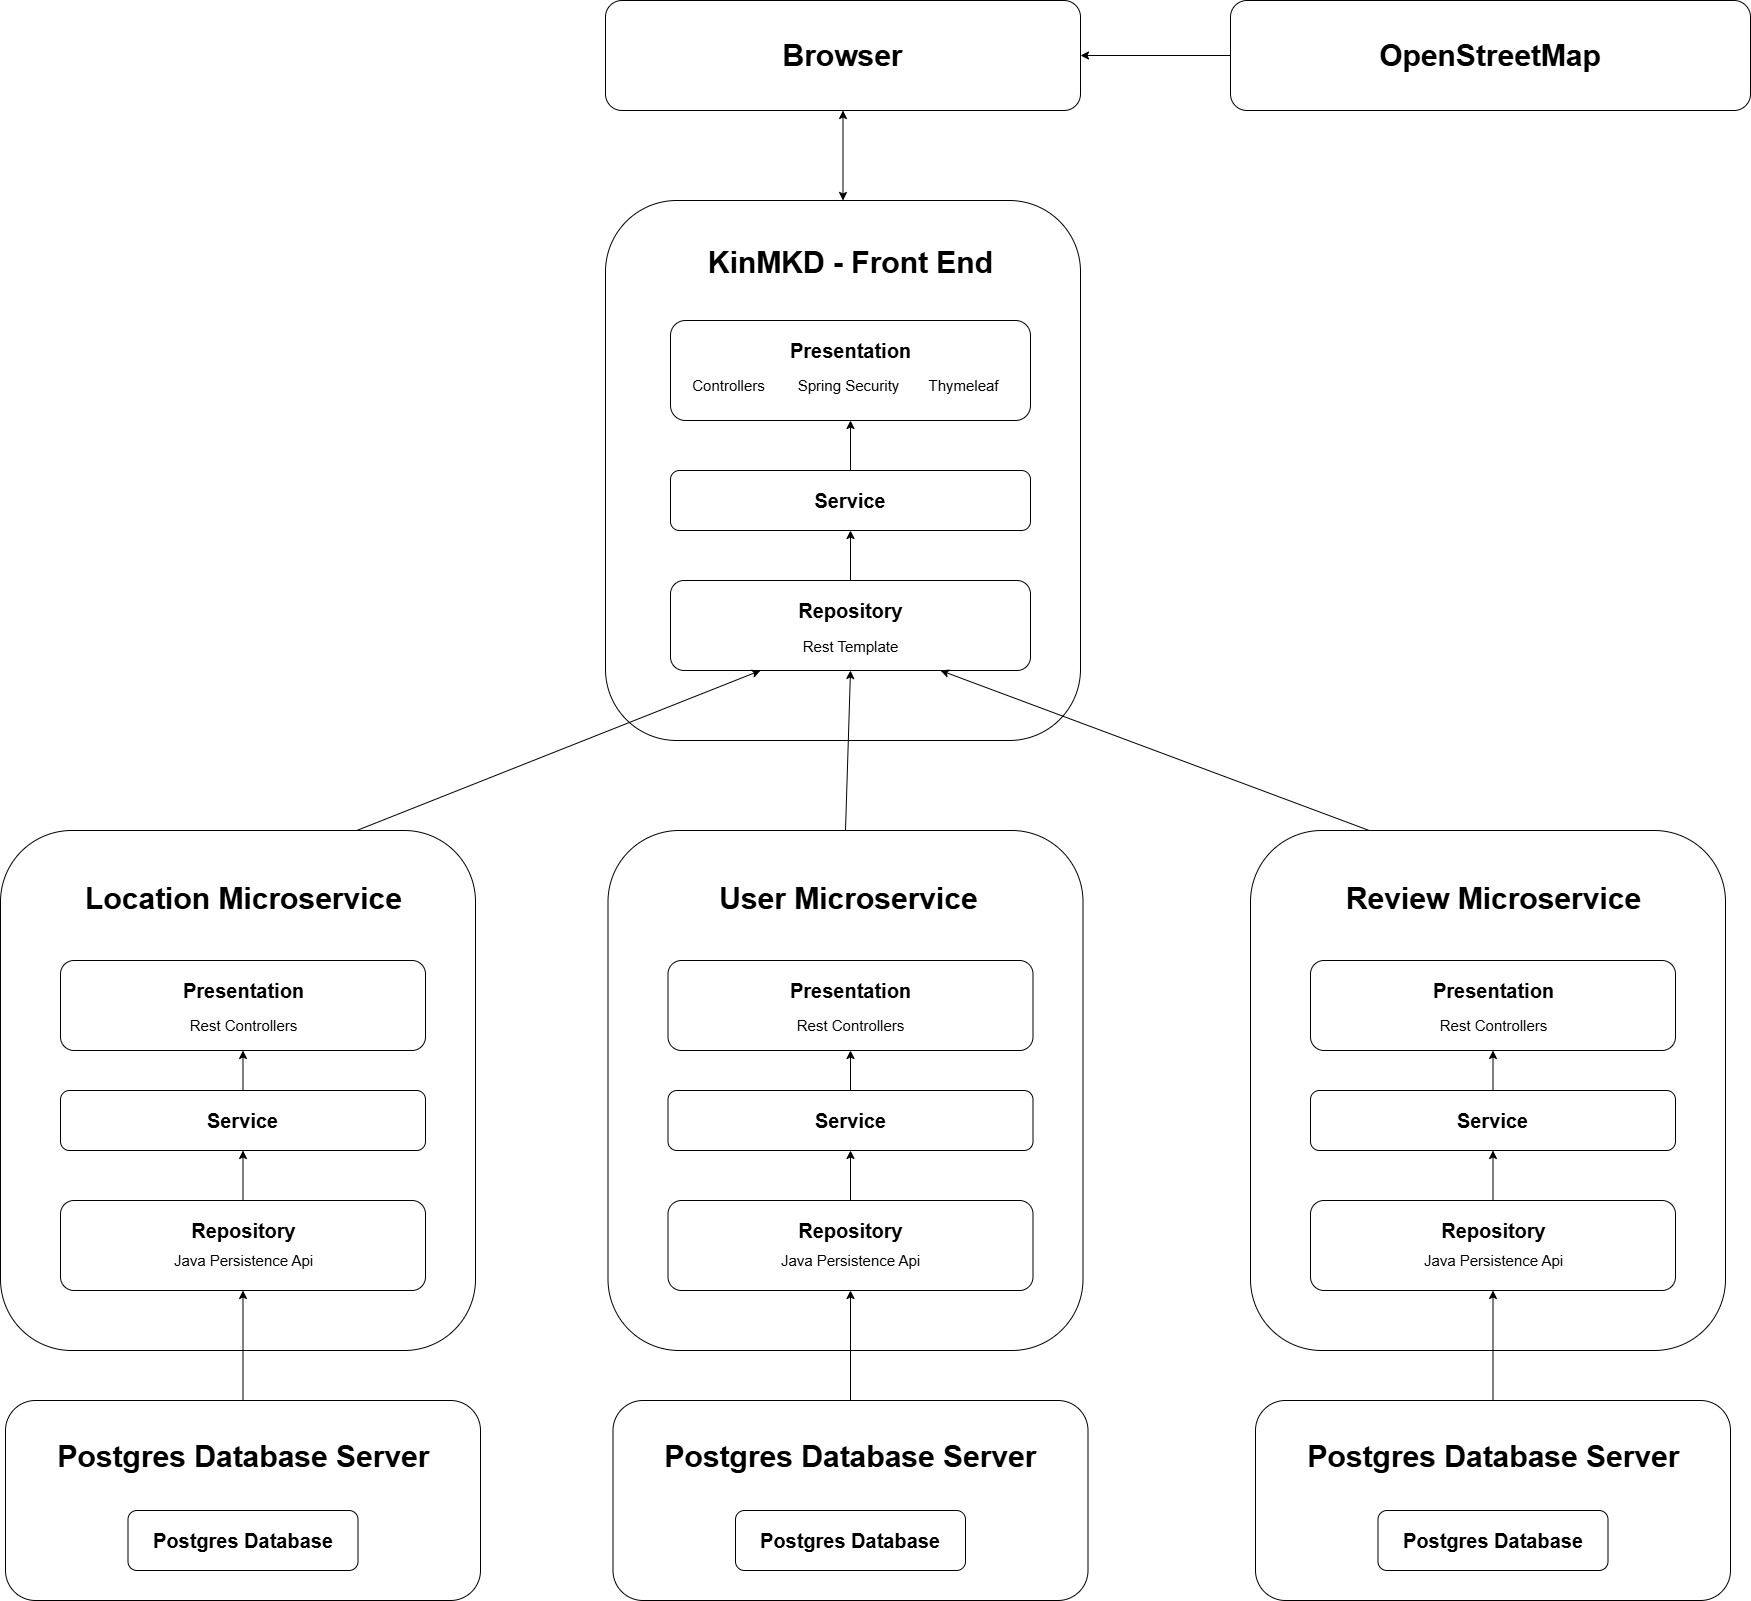 Browser
OpenStreetMap
KinMKD - Front End
Presentation
Controllers Spring Security Thymeleaf
Service
Repository
Rest Template
Location Microservice
Presentation
Rest Controllers
Service
Repository
Java Persistence Api
User Microservice
Presentation
Rest Controllers
Service
Repository
Java Persistence Api
Review Microservice
Presentation
Rest Controllers
Service
Repository
Java Persistence Api
Postgres Database Server
Postgres Database
Postgres Database Server
Postgres Database
Postgres Database Server
Postgres Database